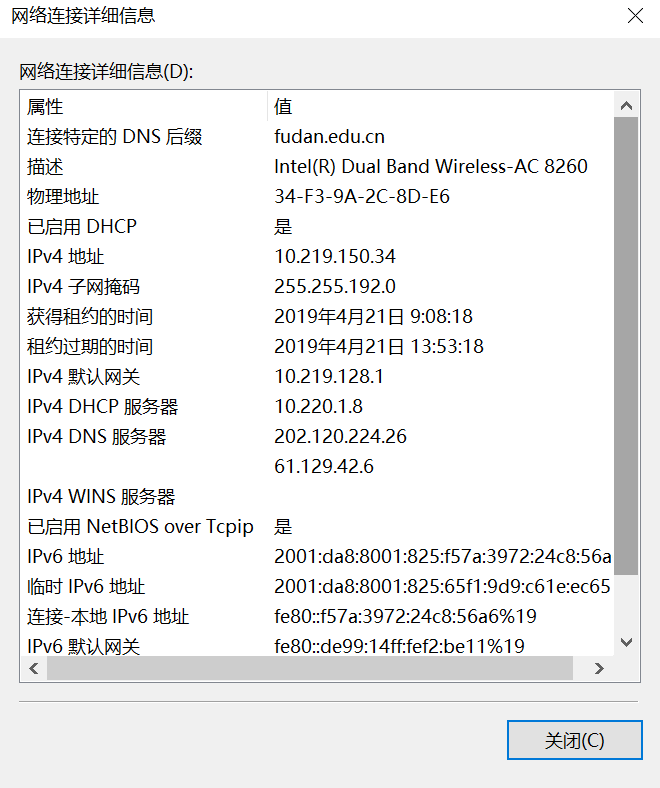 网络连接详细信息
网络连接详细信息(D):
属性 值
连接特定的 DNS 后缀 fudan.edu.cn
描述 Intel(R) Dual Band Wireless-AC 8260
物理地址 34-F3-9A-2C-8D-E6
已启用 DHCP 是
IPv4 地址 10.219.150.34
IPv4 子网掩码 255.255.192.0
获得租约的时间 2019年4月21日 9:08:18
租约过期的时间 2019年4月21日 13:53:18
IPv4 默认网关 10.219.128.1
IPv4 DHCP 服务器 10.220.1.8
IPv4 DNS 服务器 202.120.224.26
61.129.42.6
IPv4 WINS 服务器
已启用 NetBIOS over Tcpip 是
IPv6 地址 2001:da8:8001:825:f57a:3972:24c8:56a
临时 IPv6 地址 2001:da8:8001:825:65f1:9d9:c61e:ec65
连接-本地 IPv6 地址 fe80::f57a:3972:24c8:56a6%19
IPv6 默认网关 fe80::de99:14ff:fef2:be11%19
关闭(C)